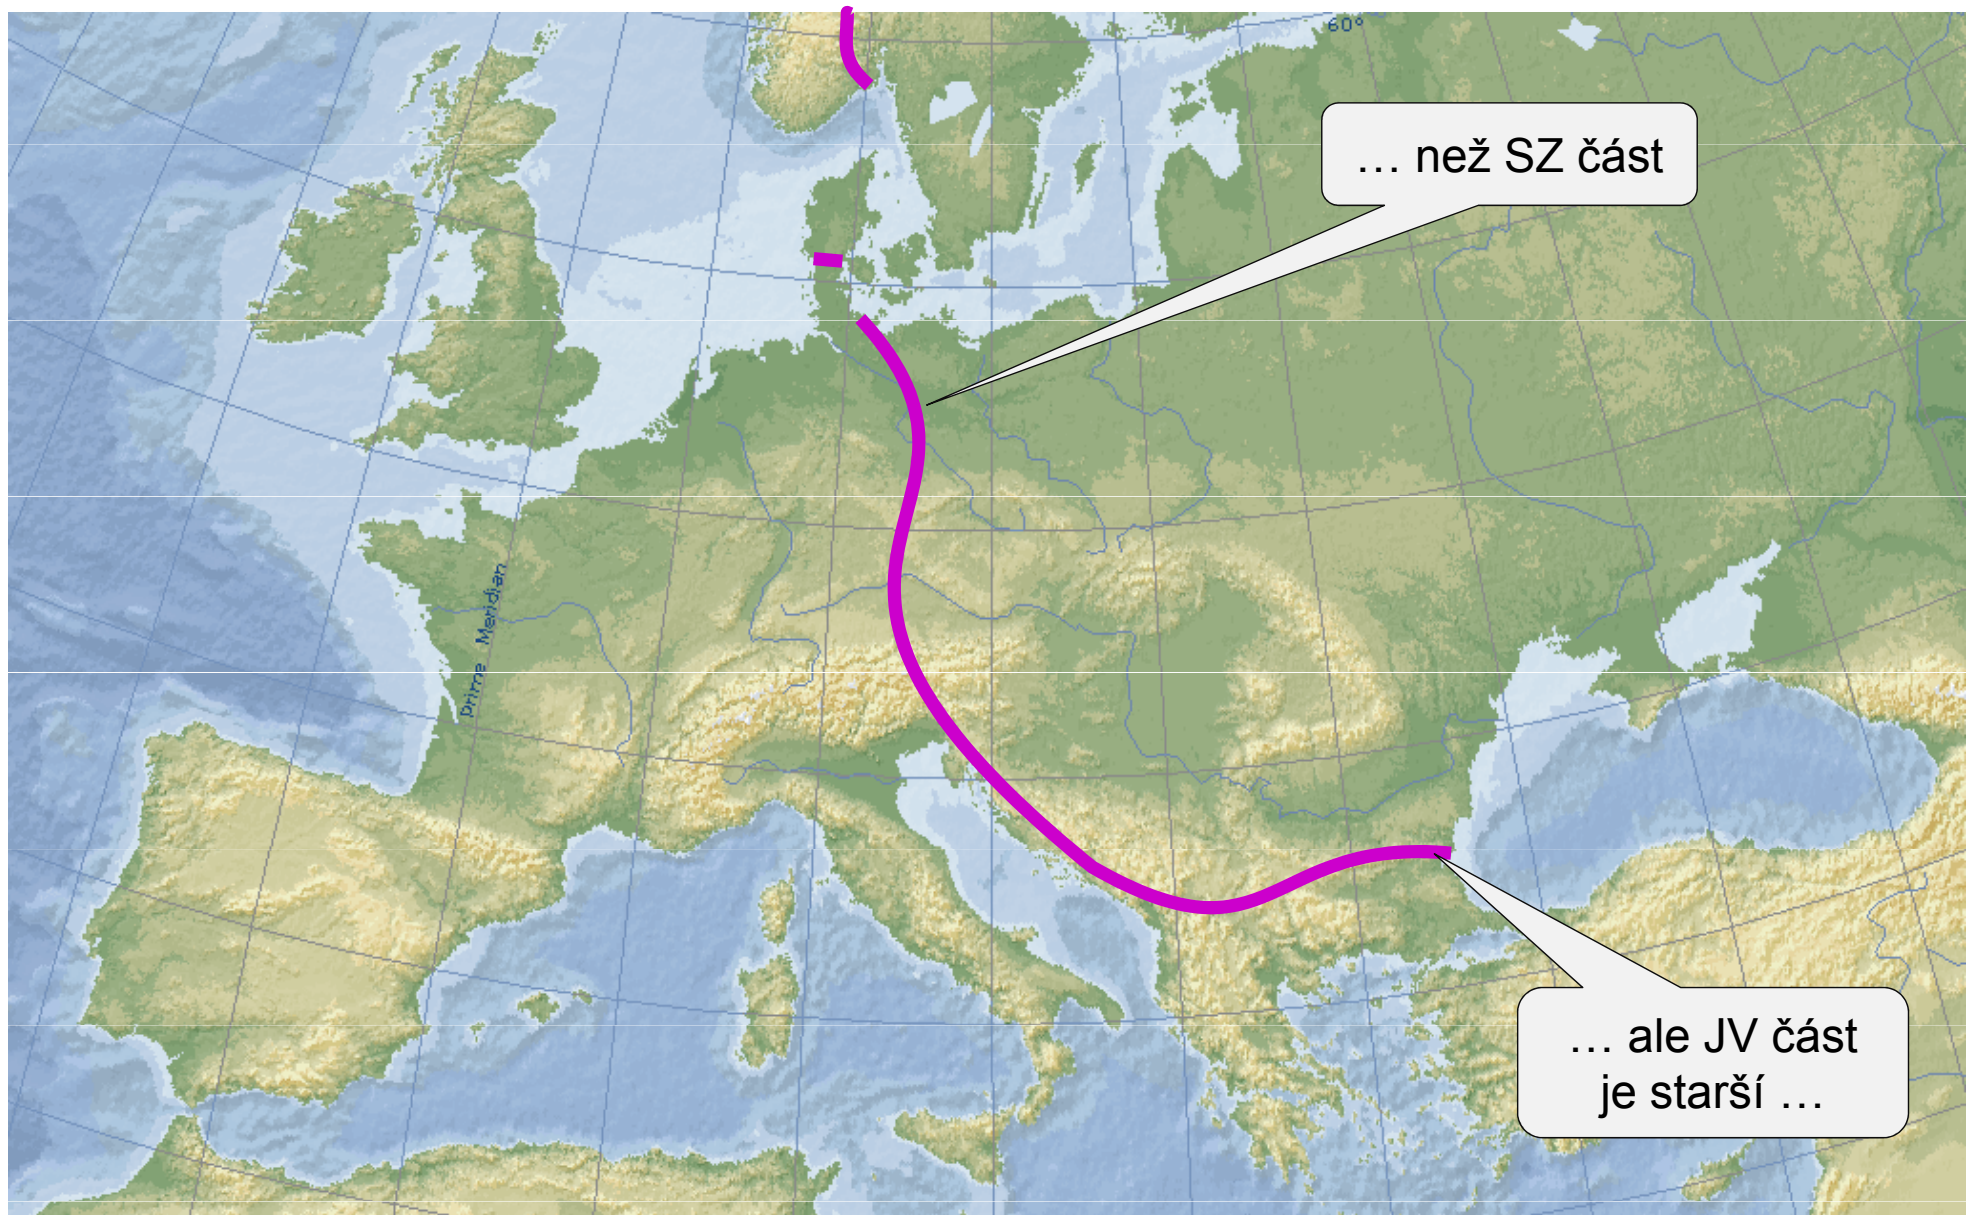 60°
… než SZ část
Prime Meridian
… ale JV část
je starší …